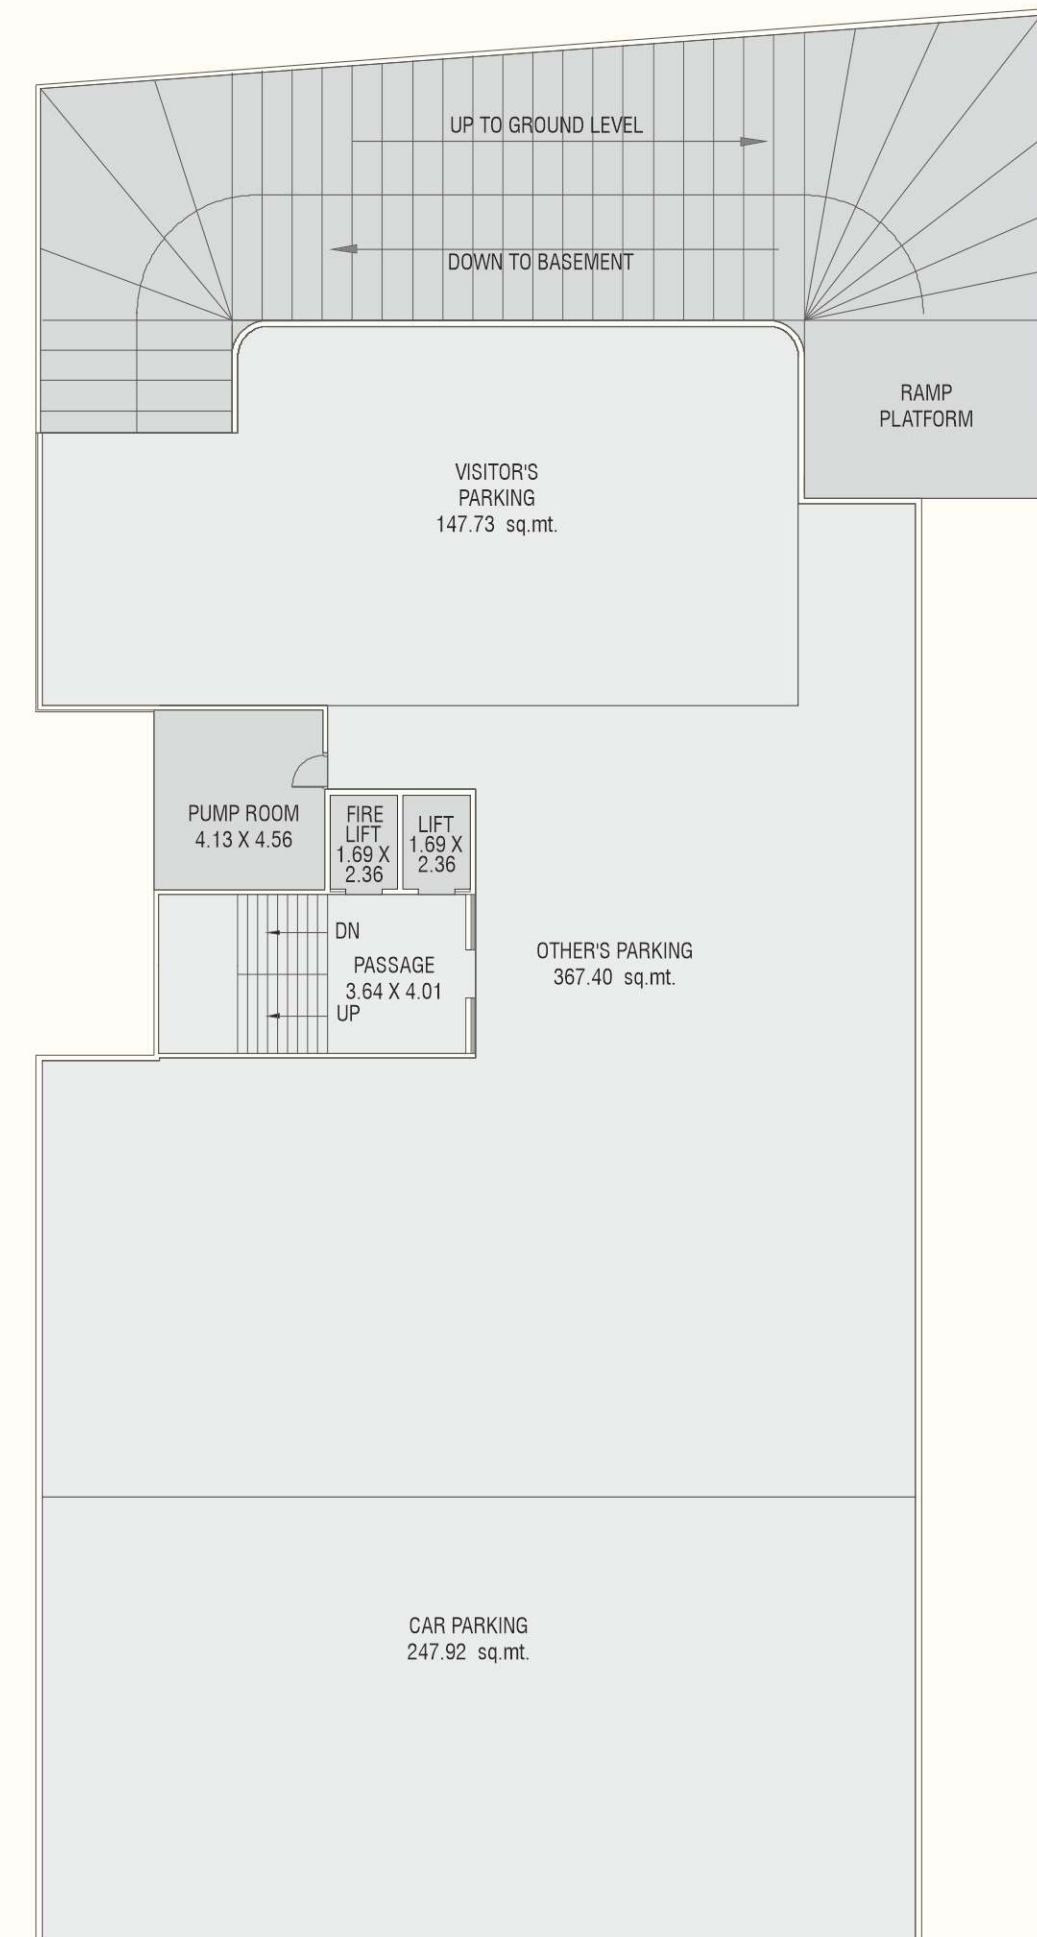 UP TO GROUND LEVEL
DOWN TO BASEMENT
RAMP
PLATFORM
VISITOR'S
PARKING
147.73 sq.mt.
PUMP ROOM
4.13 X 4.56
FIRE
LIFT
1.69 X
2.36
LIFT
1.69 X
2.36
DN
PASSAGE
3.64 X 4.01
UP
OTHER'S PARKING
367.40 sq.mt.
CAR PARKING
247.92 sq.mt.